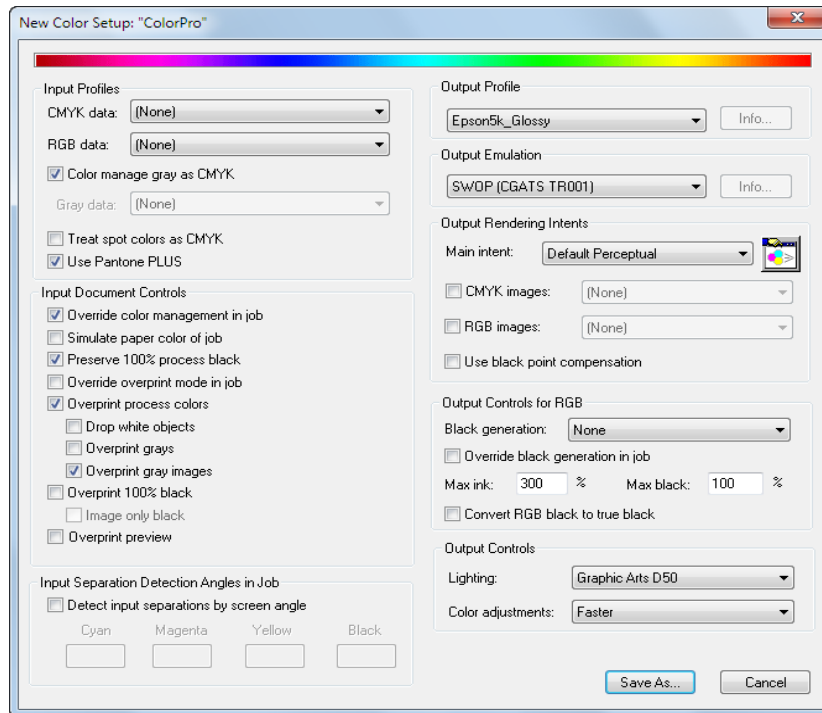 New Color Setup: "ColorPro"
Input Profiles
CMYK data: (None)
RGB data: (None)
Color manage gray as CMYK
Gray data: (None)
Treat spot colors as CMYK
Use Pantone PLUS
Input Document Controls
Override color management in job
Simulate paper color of job
Preserve 100% process black
Override overprint mode in job
Overprint process colors
Drop white objects
Overprint grays
Overprint gray images
Overprint 100% black
Image only black
Overprint preview
Input Separation Detection Angles in Job
Detect input separations by screen angle
Cyan Magenta Yellow Black
Output Profile
Epson5k_Glossy Info...
Output Emulation
SWOP (CGATS TR001) Info...
Output Rendering Intents
Main intent: Default Perceptual
CMYK images: (None)
RGB images: (None)
Use black point compensation
Output Controls for RGB
Black generation: None
Override black generation in job
Max ink: 300 % Max black: 100 %
Convert RGB black to true black
Output Controls
Lighting: Graphic Arts D50
Color adjustments: Faster
Save As... Cancel